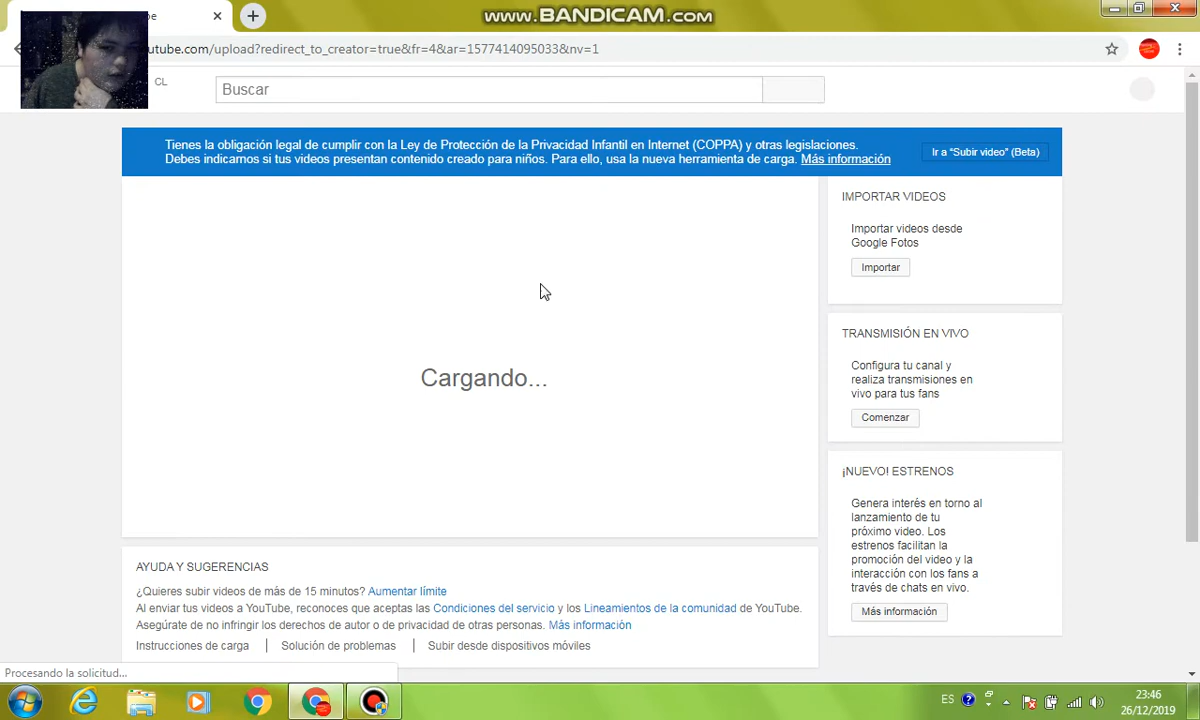 be
www.BANDICAM.com
utube.com/upload?redirect_to_creator=true&fr=4&ar=1577414095033&nv=1
CL
Buscar
Tienes la obligación legal de cumplir con la Ley de Protección de la Privacidad Infantil en Internet (COPPA) y otras legislaciones.
Debes indicarnos si tus videos presentan contenido creado para niños. Para ello, usa la nueva herramienta de carga. Más información
Ir a "Subir video" (Beta)
Cargando...
IMPORTAR VIDEOS
Importar videos desde
Google Fotos
Importar
TRANSMISIÓN EN VIVO
Configura tu canal y
realiza transmisiones en
vivo para tus fans
Comenzar
¡NUEVO! ESTRENOS
Genera interés en torno al
lanzamiento de tu
próximo video. Los
estrenos facilitan la
promoción del video y la
interacción con los fans a
través de chats en vivo.
Más información
AYUDA Y SUGERENCIAS
¿Quieres subir videos de más de 15 minutos? Aumentar límite
Al enviar tus videos a YouTube, reconoces que aceptas las Condiciones del servicio y los Lineamientos de la comunidad de YouTube.
Asegúrate de no infringir los derechos de autor o de privacidad de otras personas. Más información
Instrucciones de carga
Solución de problemas
Subir desde dispositivos móviles
Procesando la solicitud...
ES
23:46
26/12/2019